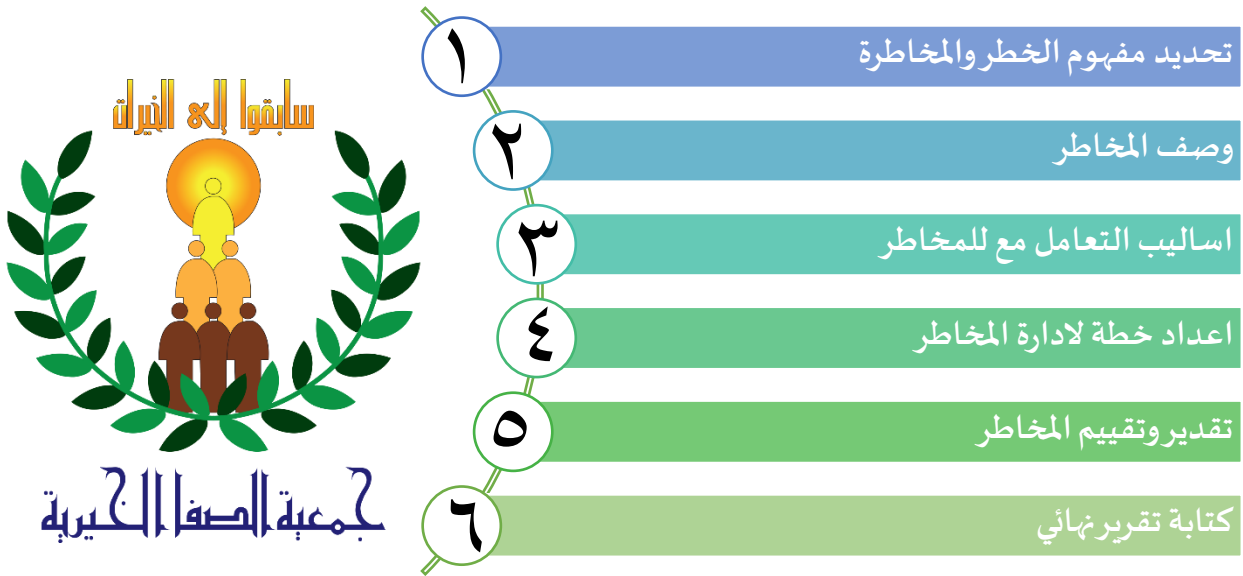 سابقوا إلى الخيرات
جمعية الصفا الخيرية
١
تحديد مفهوم الخطر والمخاطرة
٢
وصف المخاطر
٣
اساليب التعامل مع للمخاطر
٤
اعداد خطة لادارة المخاطر
٥
تقدير وتقييم المخاطر
٦
كتابة تقرير نهائي